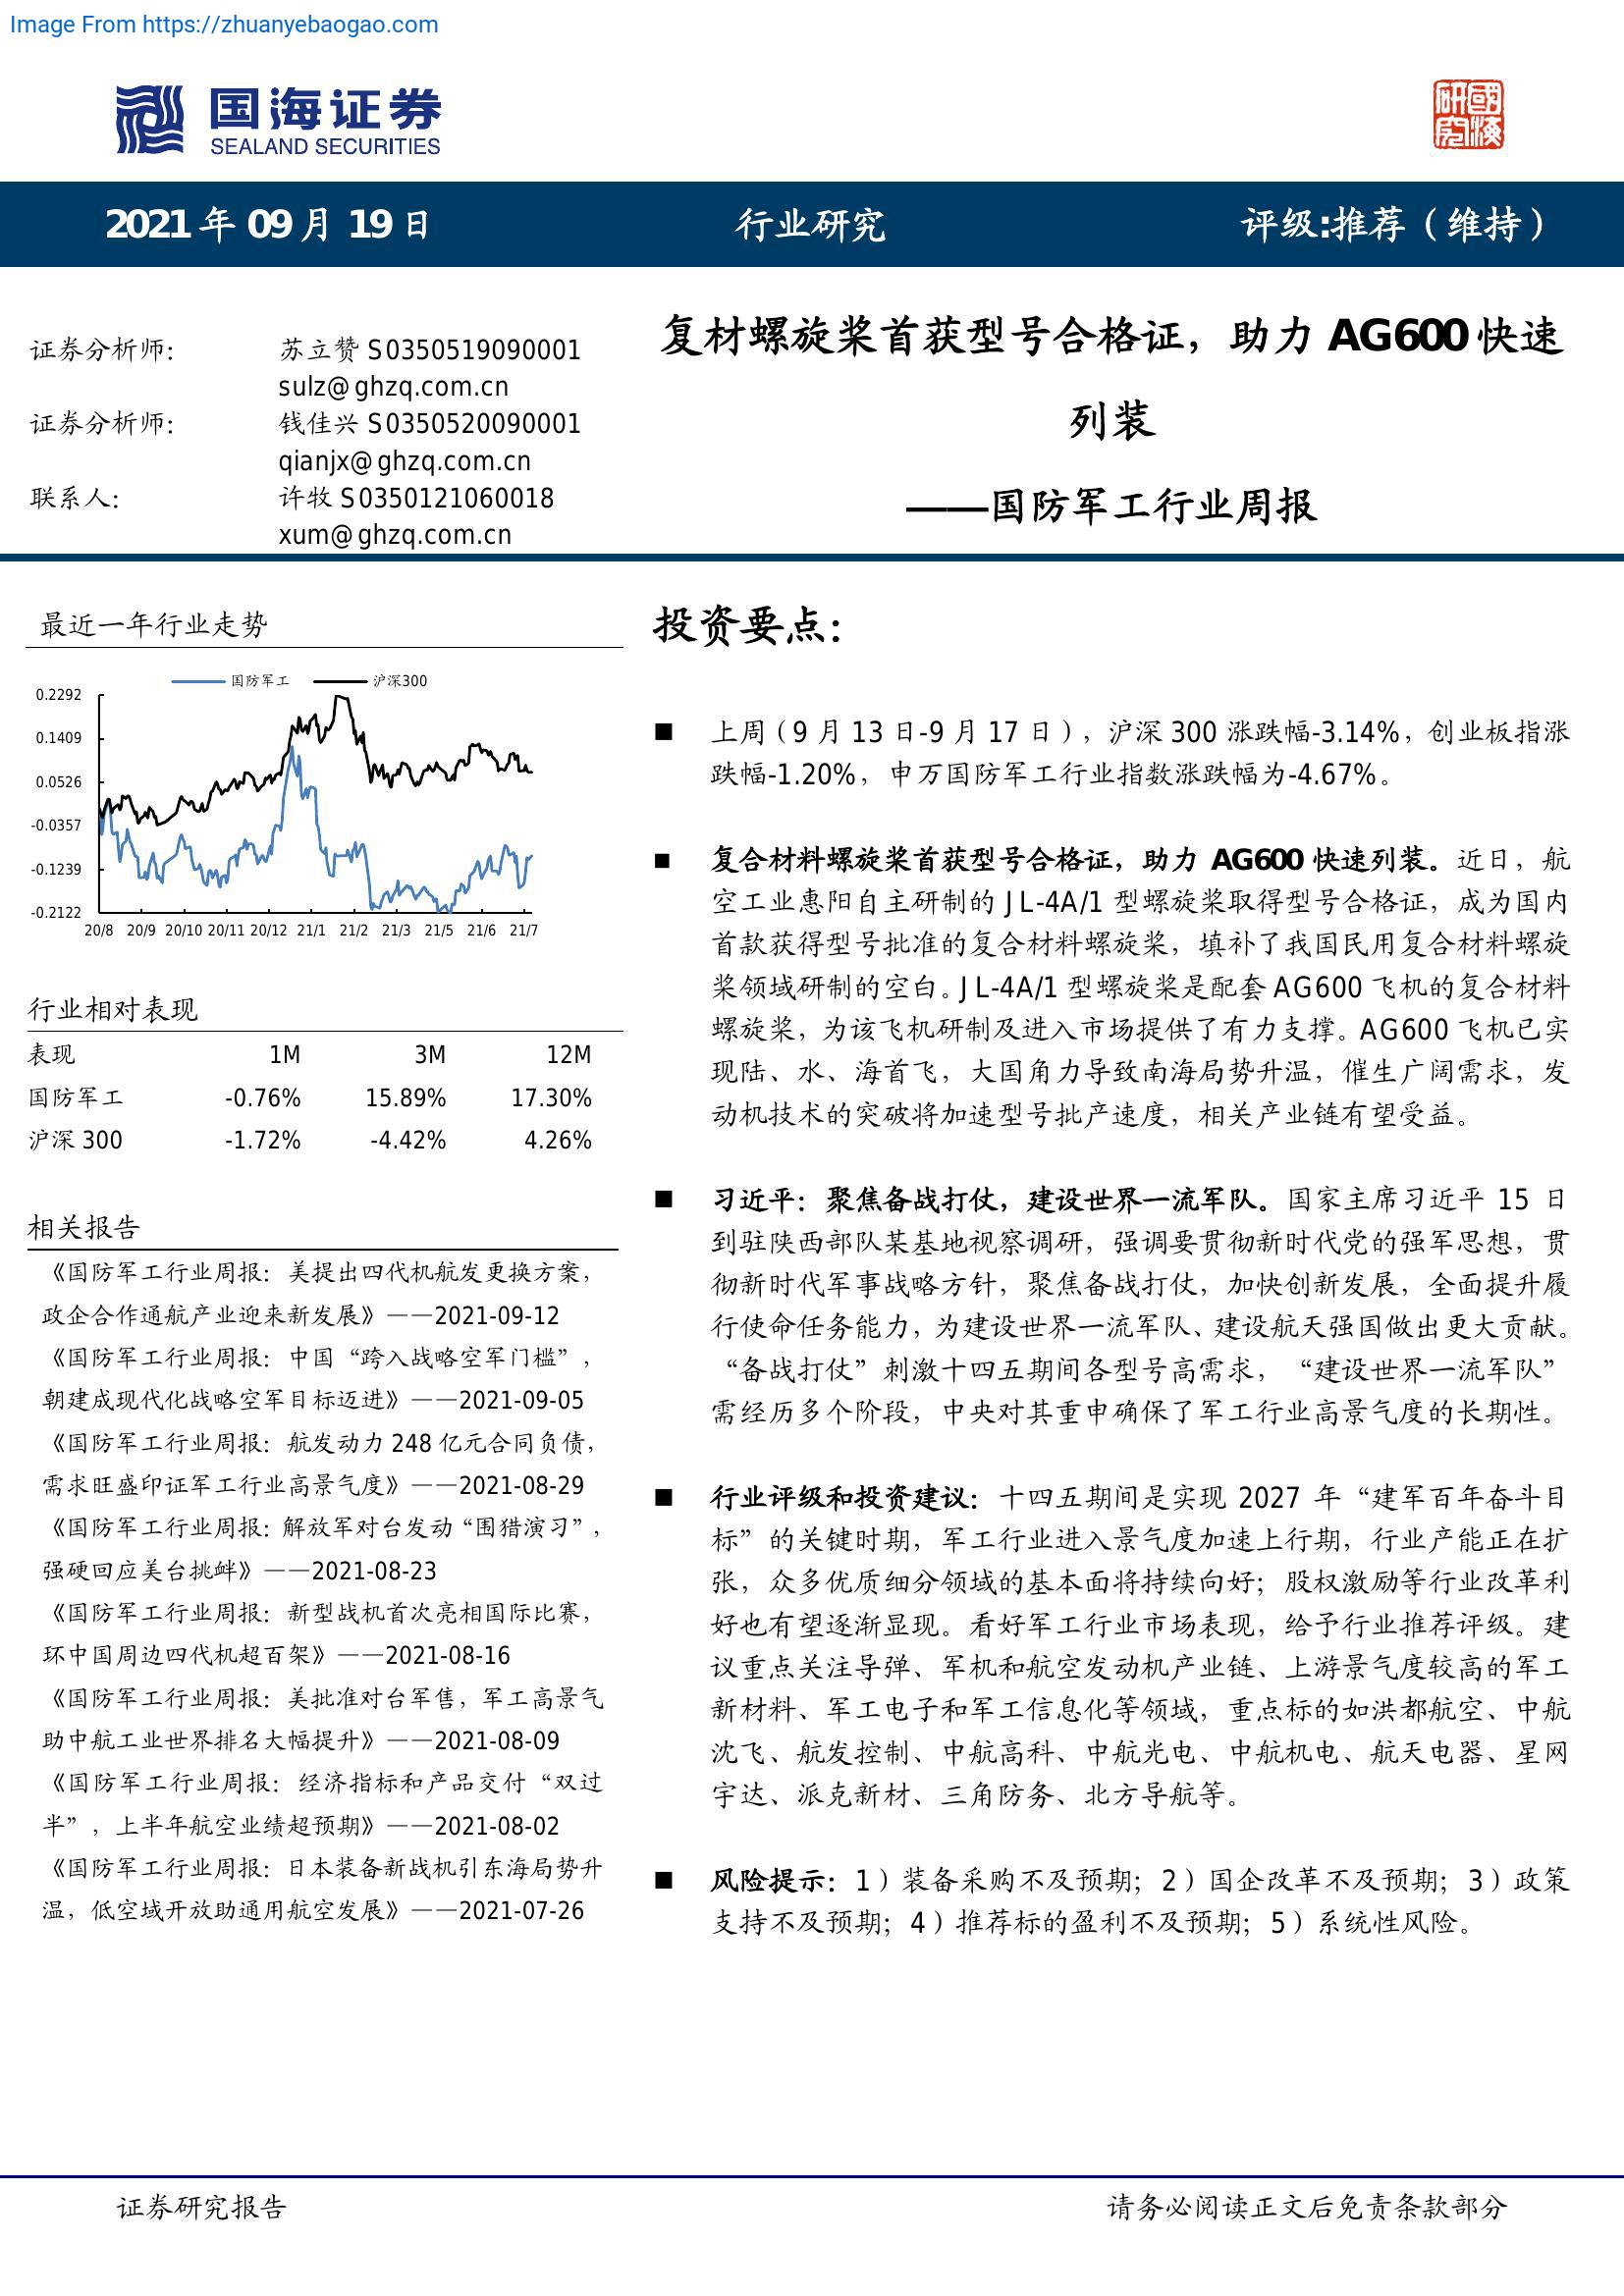 Image From https://zhuanyebaogao.com
国海证券
SEALAND SECURITIES
研究
國海
2021 年 09 月 19 日
行业研究
评级:推荐（维持）
证券分析师：
苏立赞 S0350519090001
sulz@ghzq.com.cn
证券分析师：
钱佳兴 S0350520090001
qianjx@ghzq.com.cn
联系人：
许牧 S0350121060018
xum@ghzq.com.cn
复材螺旋桨首获型号合格证，助力 AG600 快速
列装
——国防军工行业周报
最近一年行业走势
国防军工
沪深300
0.2292
0.1409
0.0526
-0.0357
-0.1239
-0.2122
20/8 20/9 20/10 20/11 20/12 21/1 21/2 21/3 21/5 21/6 21/7
行业相对表现
表现 1M 3M 12M
国防军工 -0.76% 15.89% 17.30%
沪深 300 -1.72% -4.42% 4.26%
相关报告
《国防军工行业周报：美提出四代机航发更换方案，
政企合作通航产业迎来新发展》——2021-09-12
《国防军工行业周报：中国“跨入战略空军门槛”，
朝建成现代化战略空军目标迈进》——2021-09-05
《国防军工行业周报：航发动力 248 亿元合同负债，
需求旺盛印证军工行业高景气度》——2021-08-29
《国防军工行业周报：解放军对台发动“围猎演习”，
强硬回应美台挑衅》——2021-08-23
《国防军工行业周报：新型战机首次亮相国际比赛，
环中国周边四代机超百架》——2021-08-16
《国防军工行业周报：美批准对台军售，军工高景气
助中航工业世界排名大幅提升》——2021-08-09
《国防军工行业周报：经济指标和产品交付“双过
半”，上半年航空业绩超预期》——2021-08-02
《国防军工行业周报：日本装备新战机引东海局势升
温，低空域开放助通用航空发展》——2021-07-26
投资要点：
■ 上周（9 月 13 日-9 月 17 日），沪深 300 涨跌幅-3.14%，创业板指涨
跌幅-1.20%，申万国防军工行业指数涨跌幅为-4.67%。
■ 复合材料螺旋桨首获型号合格证，助力 AG600 快速列装。近日，航
空工业惠阳自主研制的 JL-4A/1 型螺旋桨取得型号合格证，成为国内
首款获得型号批准的复合材料螺旋桨，填补了我国民用复合材料螺旋
桨领域研制的空白。JL-4A/1 型螺旋桨是配套 AG600 飞机的复合材料
螺旋桨，为该飞机研制及进入市场提供了有力支撑。AG600 飞机已实
现陆、水、海首飞，大国角力导致南海局势升温，催生广阔需求，发
动机技术的突破将加速型号批产速度，相关产业链有望受益。
■ 习近平：聚焦备战打仗，建设世界一流军队。国家主席习近平 15 日
到驻陕西部队某基地视察调研，强调要贯彻新时代党的强军思想，贯
彻新时代军事战略方针，聚焦备战打仗，加快创新发展，全面提升履
行使命任务能力，为建设世界一流军队、建设航天强国做出更大贡献。
“备战打仗”刺激十四五期间各型号高需求，“建设世界一流军队”
需经历多个阶段，中央对其重申确保了军工行业高景气度的长期性。
■ 行业评级和投资建议：十四五期间是实现 2027 年“建军百年奋斗目
标”的关键时期，军工行业进入景气度加速上行期，行业产能正在扩
张，众多优质细分领域的基本面将持续向好；股权激励等行业改革利
好也有望逐渐显现。看好军工行业市场表现，给予行业推荐评级。建
议重点关注导弹、军机和航空发动机产业链、上游景气度较高的军工
新材料、军工电子和军工信息化等领域，重点标的如洪都航空、中航
沈飞、航发控制、中航高科、中航光电、中航机电、航天电器、星网
宇达、派克新材、三角防务、北方导航等。
■ 风险提示：1）装备采购不及预期；2）国企改革不及预期；3）政策
支持不及预期；4）推荐标的盈利不及预期；5）系统性风险。
证券研究报告
请务必阅读正文后免责条款部分